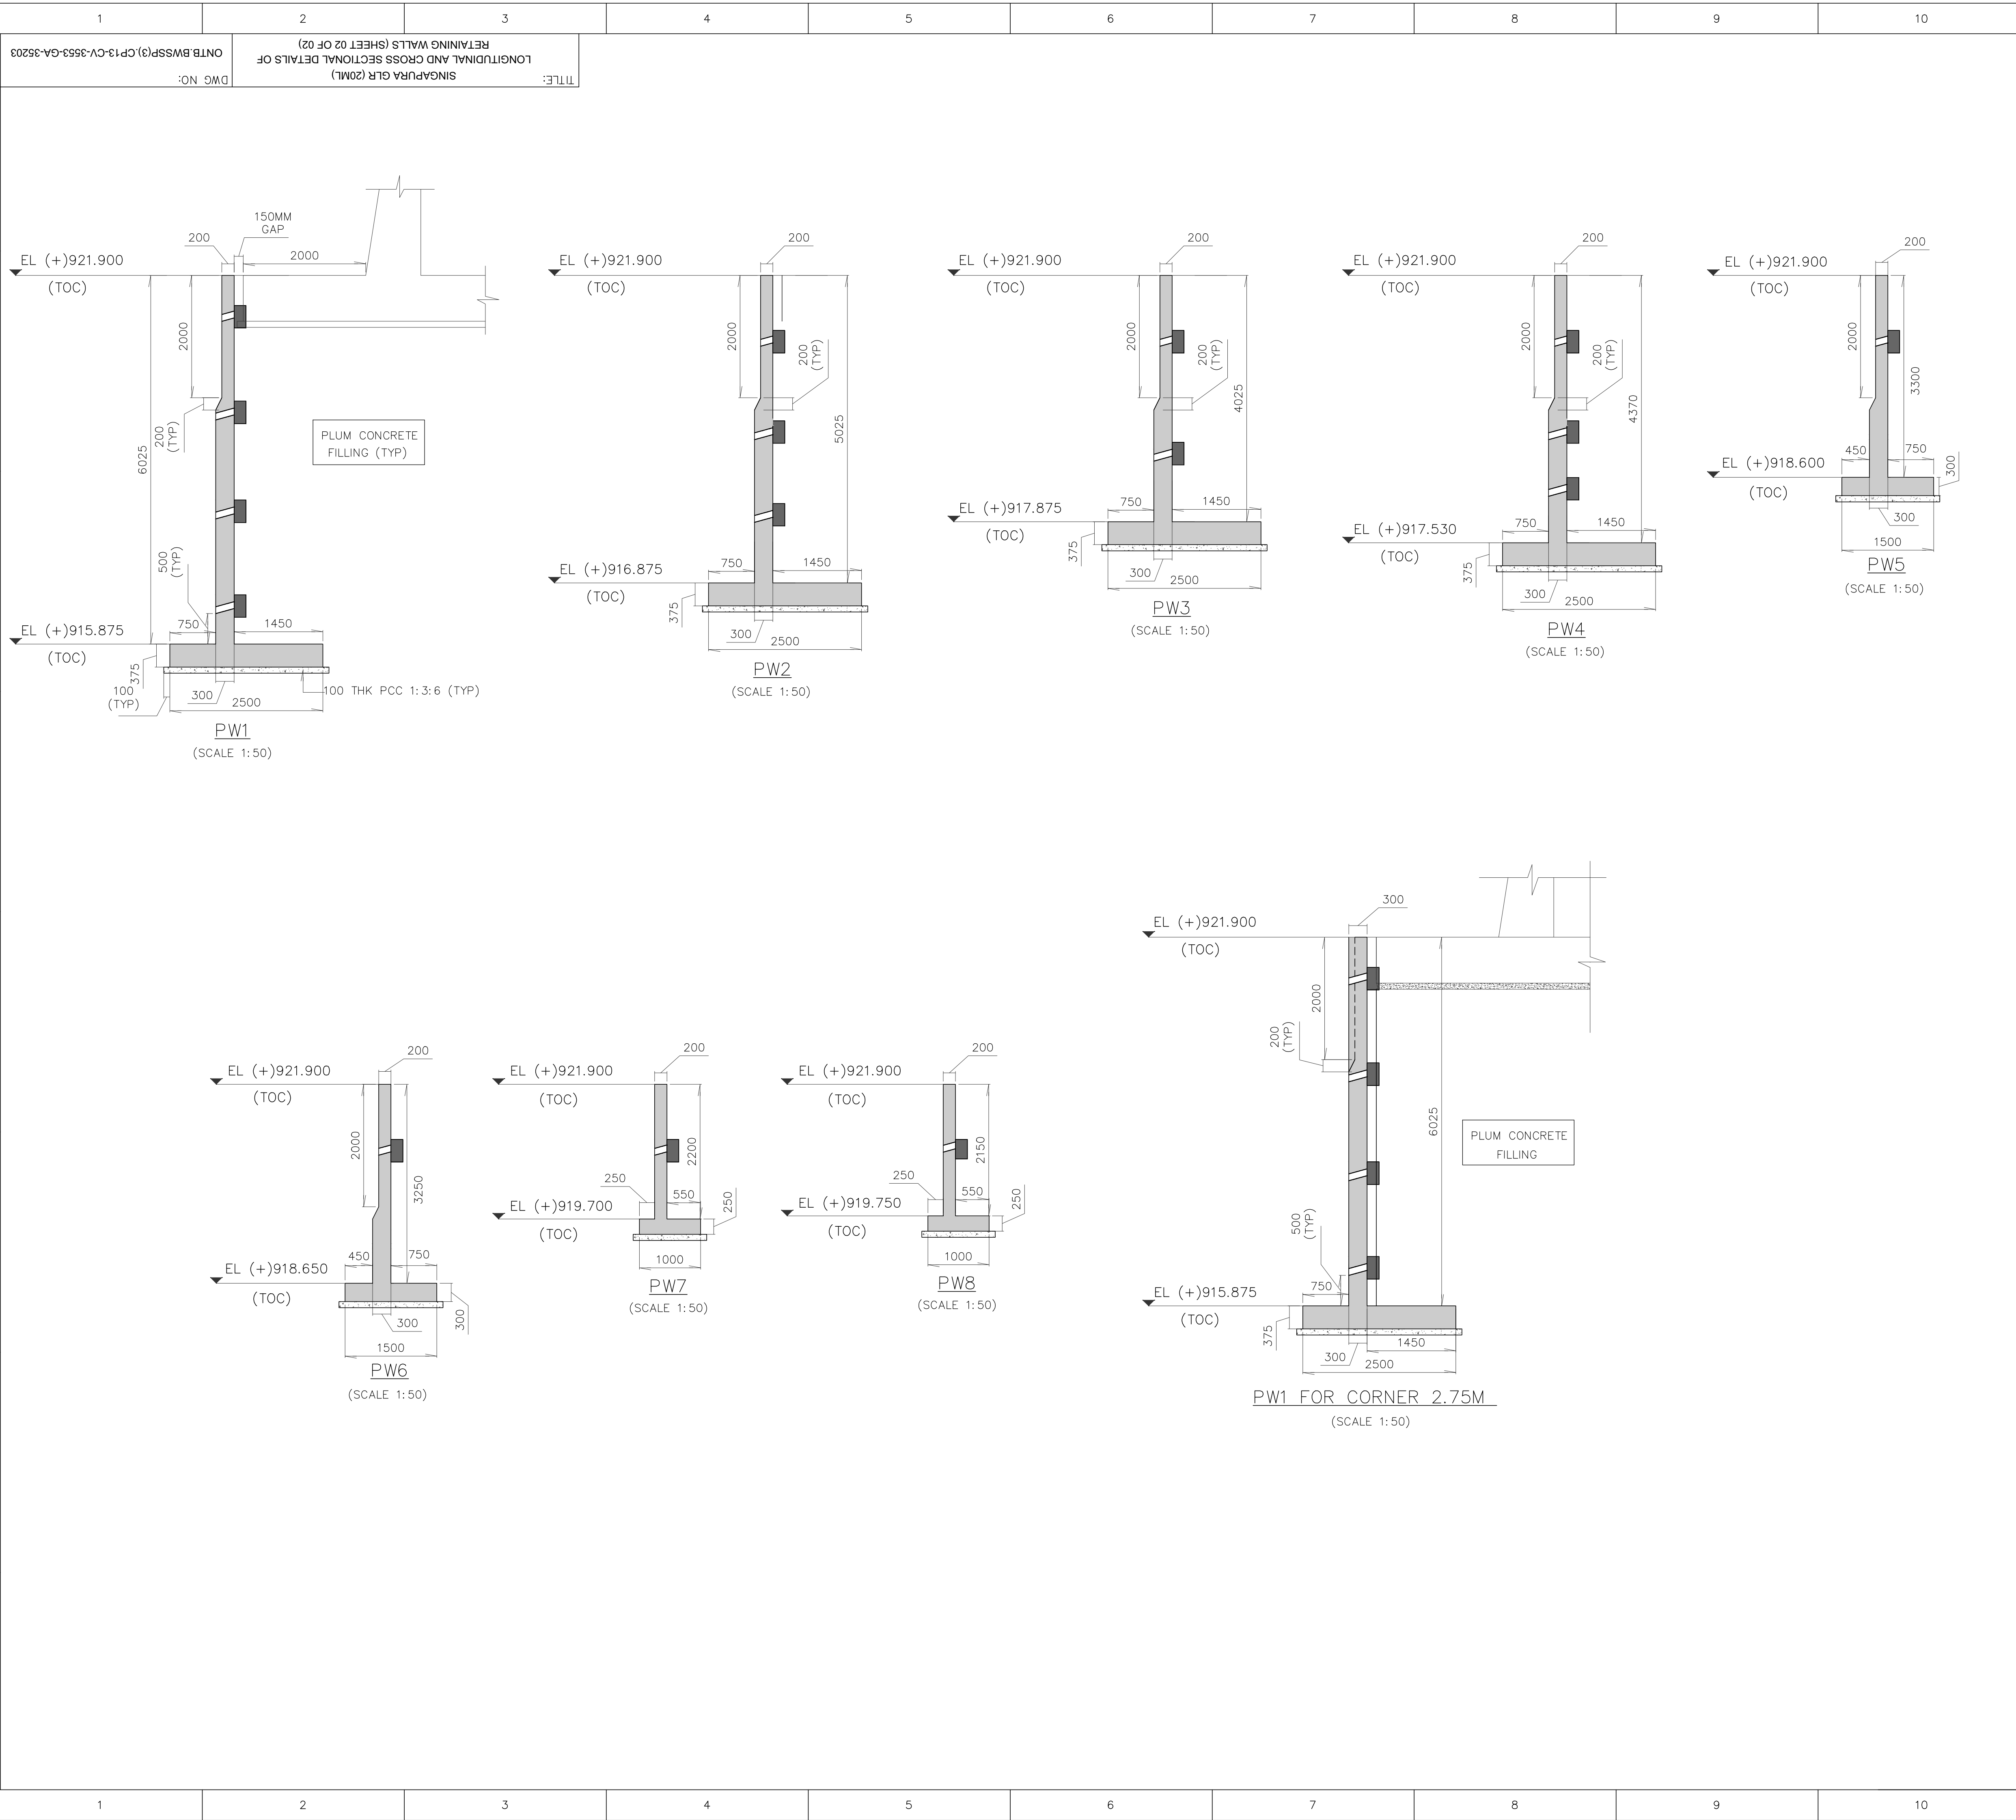 1 2 3 4 5 6 7 8 9 10
DWG NO:
ONTB.BWSSP(3).CP13-CV-3553-GA-35203
TITLE:
SINGAPURA GLR (20ML)
LONGITUDINAL AND CROSS SECTIONAL DETAILS OF
RETAINING WALLS (SHEET 02 OF 02)
150MM
GAP
200
2000
EL (+)921.900
(TOC)
2000
200
(TYP)
6025
PLUM CONCRETE
FILLING (TYP)
500
(TYP)
750
1450
EL (+)915.875
(TOC)
375
100
(TYP)
300
100 THK PCC 1:3:6 (TYP)
2500
PW1
(SCALE 1:50)
200
EL (+)921.900
(TOC)
2000
200
(TYP)
5025
750
1450
EL (+)916.875
(TOC)
375
300
2500
PW2
(SCALE 1:50)
200
EL (+)921.900
(TOC)
2000
200
(TYP)
4025
750
1450
EL (+)917.875
(TOC)
375
300
2500
PW3
(SCALE 1:50)
200
EL (+)921.900
(TOC)
2000
200
(TYP)
4370
750
1450
EL (+)917.530
(TOC)
375
300
2500
PW4
(SCALE 1:50)
200
EL (+)921.900
(TOC)
2000
3300
450
750
EL (+)918.600
(TOC)
300
300
1500
PW5
(SCALE 1:50)
200
EL (+)921.900
(TOC)
2000
3250
450
750
EL (+)918.650
(TOC)
300
300
1500
PW6
(SCALE 1:50)
200
EL (+)921.900
(TOC)
2200
250
550
EL (+)919.700
(TOC)
250
1000
PW7
(SCALE 1:50)
200
EL (+)921.900
(TOC)
2150
250
550
EL (+)919.750
(TOC)
250
1000
PW8
(SCALE 1:50)
300
EL (+)921.900
(TOC)
2000
200
(TYP)
6025
PLUM CONCRETE
FILLING
500
(TYP)
750
EL (+)915.875
(TOC)
375
1450
300
2500
PW1 FOR CORNER 2.75M
(SCALE 1:50)
1 2 3 4 5 6 7 8 9 10